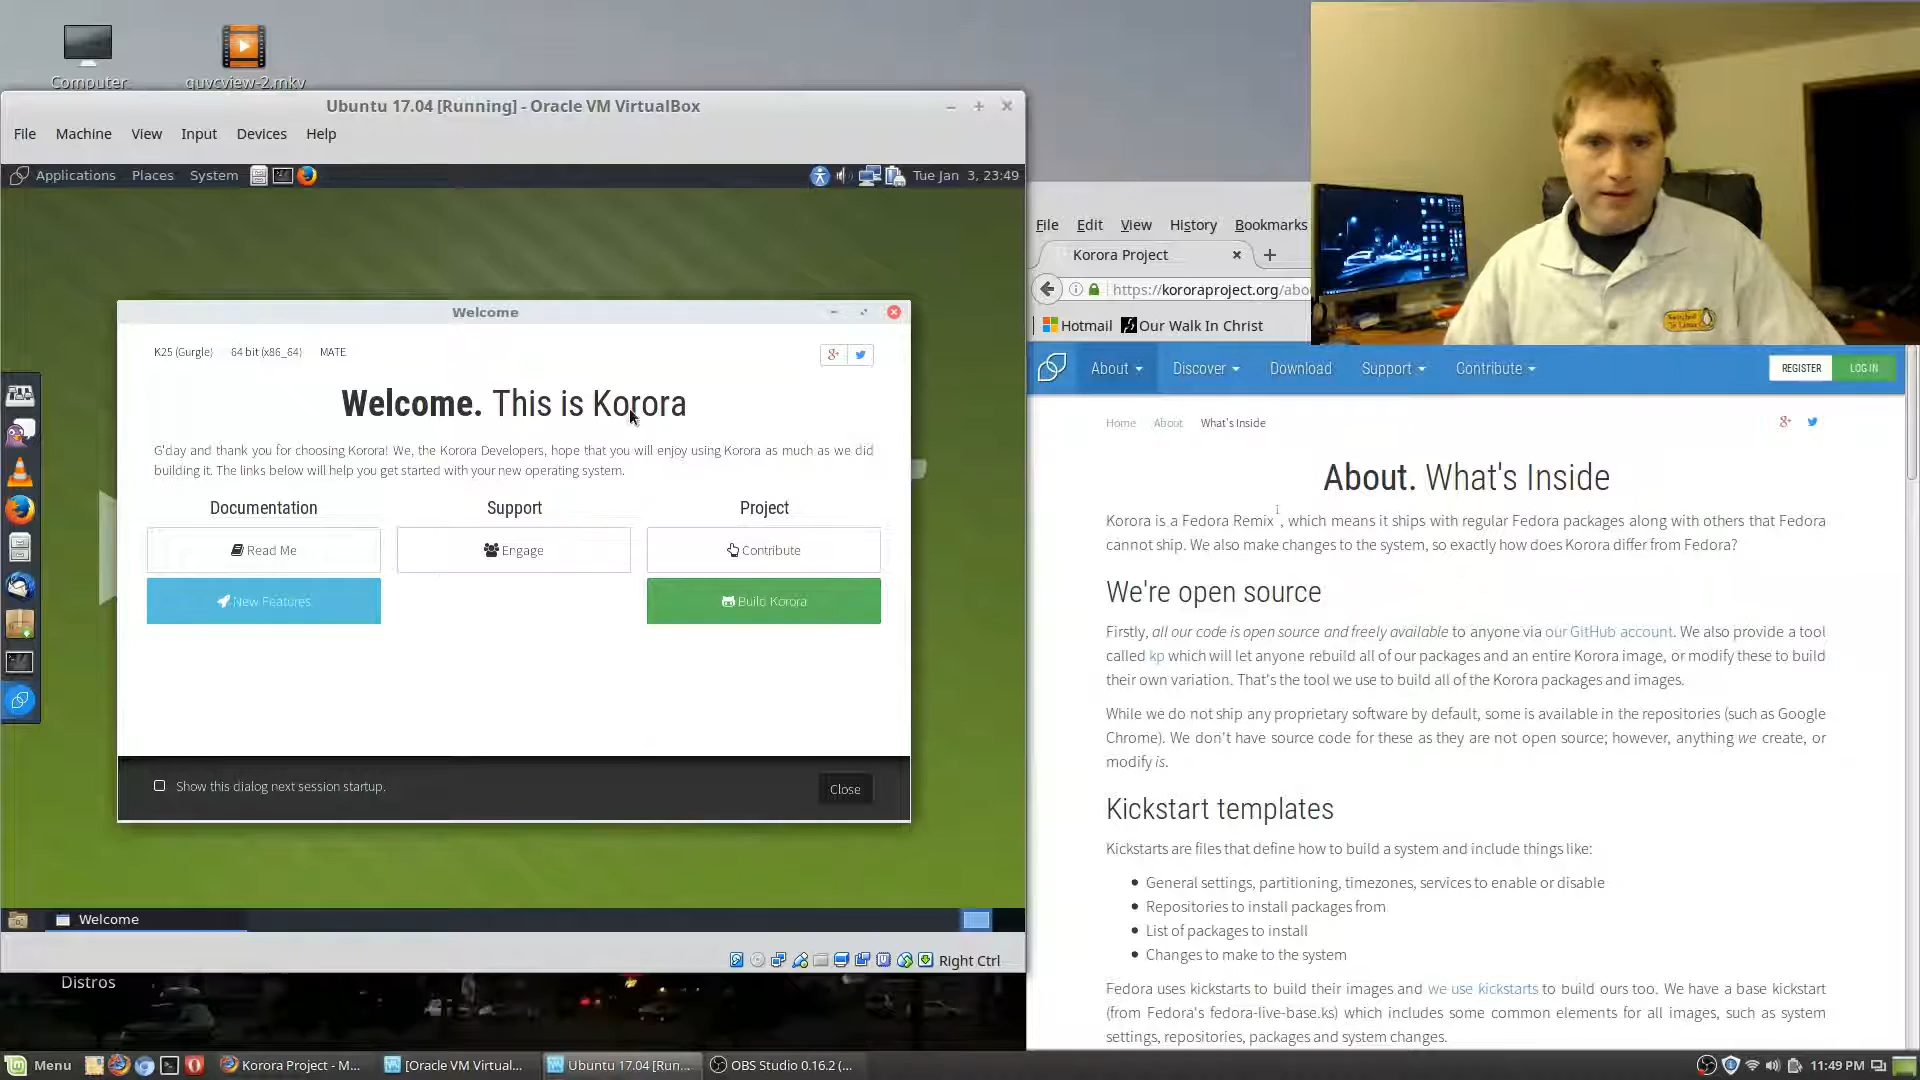 Computer
guvcview-2.mkv
Ubuntu 17.04 [Running] - Oracle VM VirtualBox
File Machine View Input Devices Help
Applications Places System
Tue Jan 3, 23:49
Welcome
K25 (Gurgle) 64 bit (x86_64) MATE
Welcome. This is Korora
G'day and thank you for choosing Korora! We, the Korora Developers, hope that you will enjoy using Korora as much as we did
building it. The links below will help you get started with your new operating system.
Documentation Support Project
Read Me Engage Contribute
New Features Build Korora
Show this dialog next session startup.
Close
Welcome
Right Ctrl
Distros
File Edit View History Bookmarks
Korora Project
https://kororaproject.org/abo
Hotmail Our Walk In Christ
About Discover Download Support Contribute REGISTER LOG IN
Home About What's Inside
About. What's Inside
Korora is a Fedora Remix, which means it ships with regular Fedora packages along with others that Fedora
cannot ship. We also make changes to the system, so exactly how does Korora differ from Fedora?
We're open source
Firstly, all our code is open source and freely available to anyone via our GitHub account. We also provide a tool
called kp which will let anyone rebuild all of our packages and an entire Korora image, or modify these to build
their own variation. That's the tool we use to build all of the Korora packages and images.
While we do not ship any proprietary software by default, some is available in the repositories (such as Google
Chrome). We don't have source code for these as they are not open source; however, anything we create, or
modify is.
Kickstart templates
Kickstarts are files that define how to build a system and include things like:
General settings, partitioning, timezones, services to enable or disable
Repositories to install packages from
List of packages to install
Changes to make to the system
Fedora uses kickstarts to build their images and we use kickstarts to build ours too. We have a base kickstart
(from Fedora's fedora-live-base.ks) which includes some common elements for all images, such as system
settings, repositories, packages and system changes.
Menu
Korora Project - M...
[Oracle VM Virtual...
Ubuntu 17.04 [Run...
OBS Studio 0.16.2 (...
11:49 PM